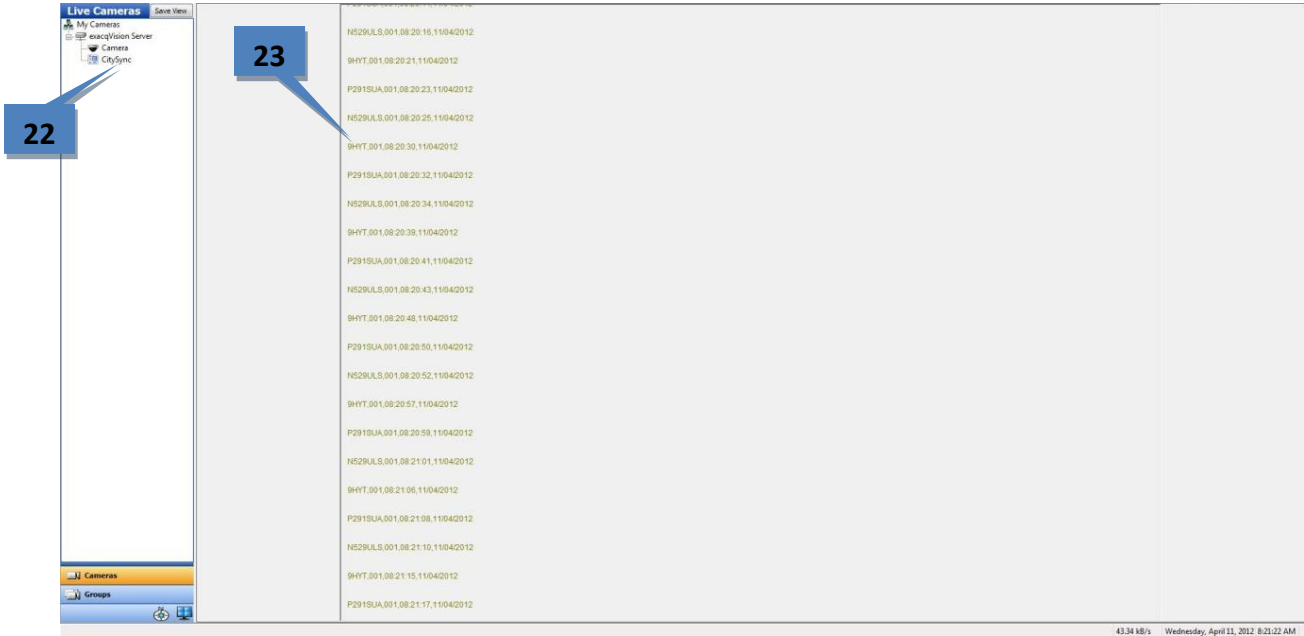 Live Cameras Save View
My Cameras
exacqVision Server
Camera
CitySync
22
23
N529ULS,001,08:20:16,11/04/2012
9HYT,001,08:20:21,11/04/2012
P291SUA,001,08:20:23,11/04/2012
N529ULS,001,08:20:25,11/04/2012
9HYT,001,08:20:30,11/04/2012
P291SUA,001,08:20:32,11/04/2012
N529ULS,001,08:20:34,11/04/2012
9HYT,001,08:20:39,11/04/2012
P291SUA,001,08:20:41,11/04/2012
N529ULS,001,08:20:43,11/04/2012
9HYT,001,08:20:48,11/04/2012
P291SUA,001,08:20:50,11/04/2012
N529ULS,001,08:20:52,11/04/2012
9HYT,001,08:20:57,11/04/2012
P291SUA,001,08:20:59,11/04/2012
N529ULS,001,08:21:01,11/04/2012
9HYT,001,08:21:06,11/04/2012
P291SUA,001,08:21:08,11/04/2012
N529ULS,001,08:21:10,11/04/2012
9HYT,001,08:21:15,11/04/2012
P291SUA,001,08:21:17,11/04/2012
Cameras
Groups
43.34 kB/s Wednesday, April 11, 2012 8:21:22 AM